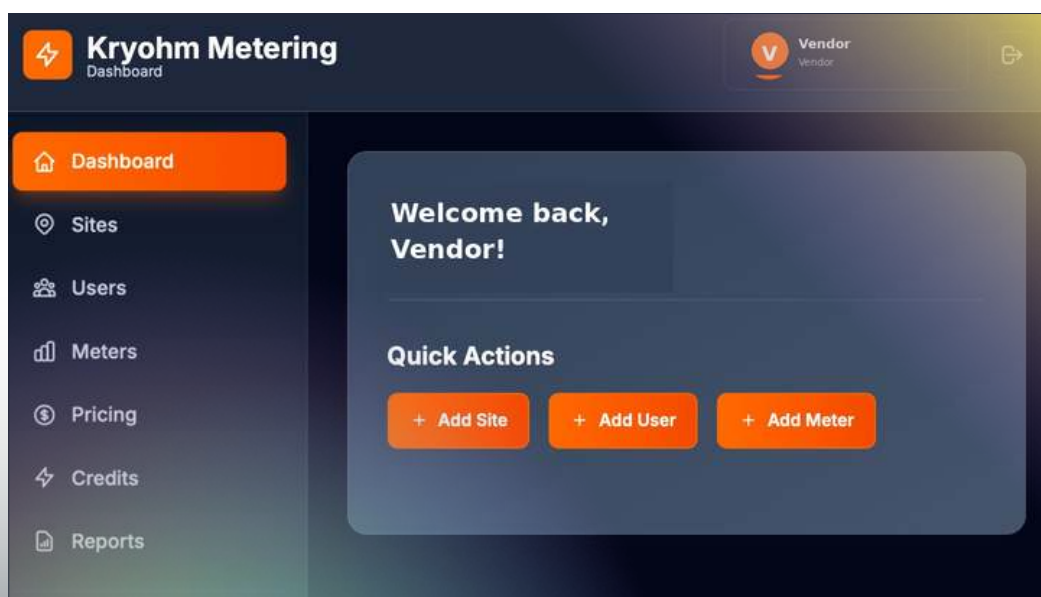 Kryohm Metering
Dashboard
V
Vendor
Vendor
Dashboard
Sites
Users
Meters
Pricing
Credits
Reports
Welcome back,
Vendor!
Quick Actions
+ Add Site
+ Add User
+ Add Meter